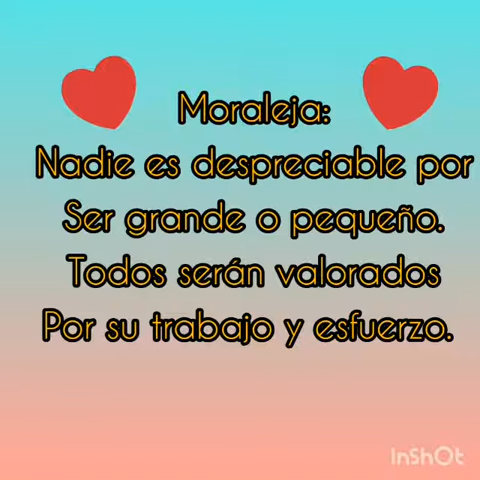 Moraleja:
Nadie es despreciable por
Ser grande o pequeño.
Todos serán valorados
Por su trabajo y esfuerzo.
InShOt